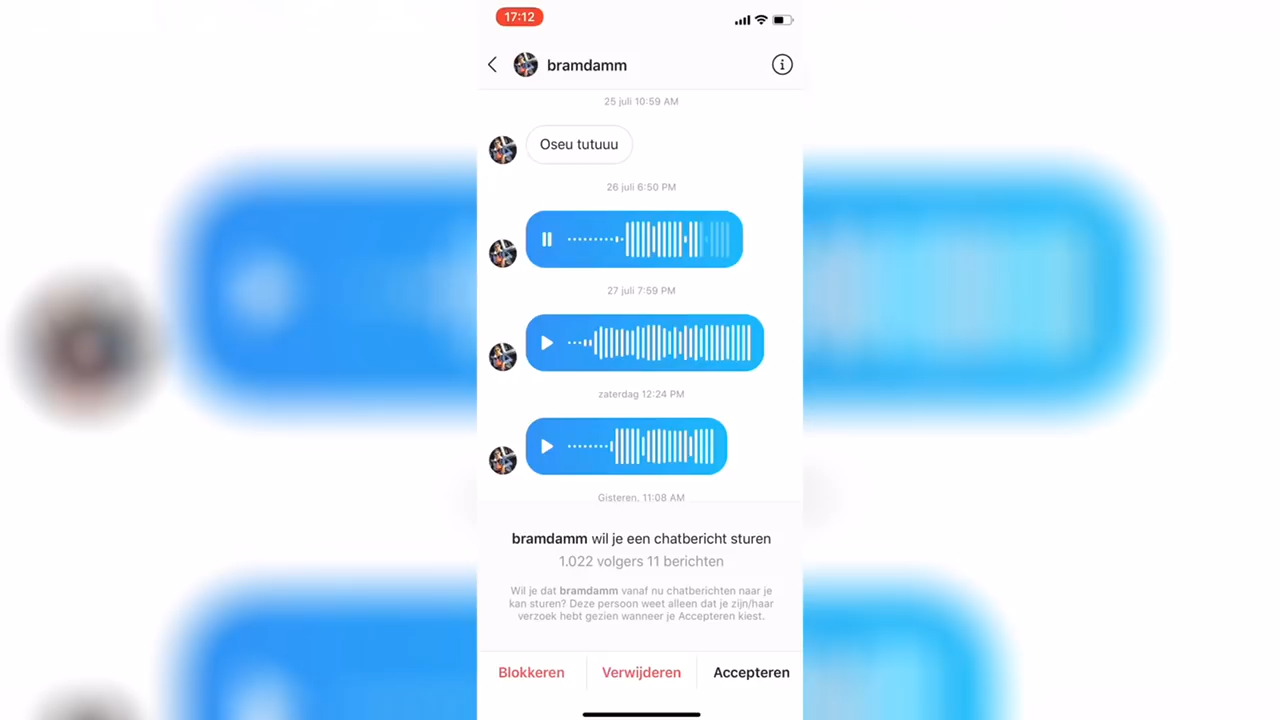 17:12
bramdamm
25 juli 10:59 AM
Oseu tutuuu
26 juli 6:50 PM
27 juli 7:59 PM
zaterdag 12:24 PM
Gisteren, 11:08 AM
bramdamm wil je een chatbericht sturen
1.022 volgers 11 berichten
Wil je dat bramdamm vanaf nu chatberichten naar je
kan sturen? Deze persoon weet alleen dat je zijn/haar
verzoek hebt gezien wanneer je Accepteren kiest.
Blokkeren Verwijderen Accepteren